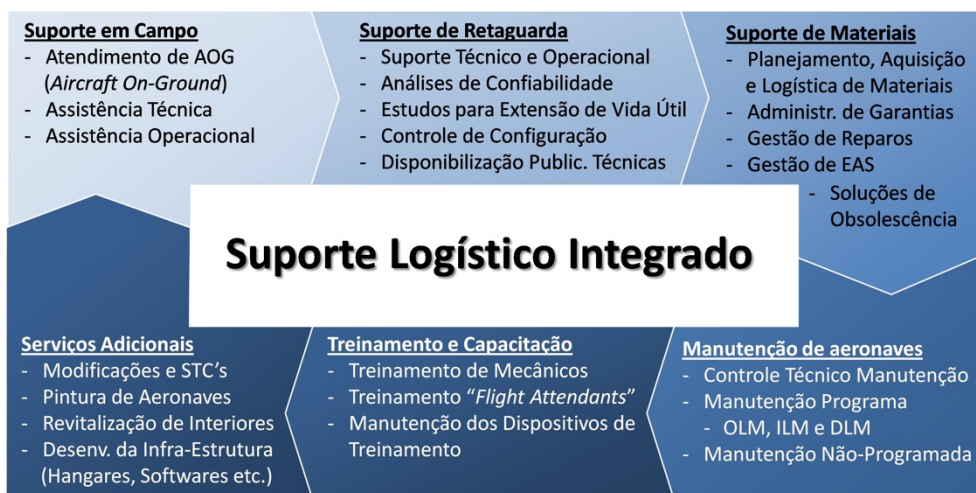 Suporte em Campo
- Atendimento de AOG
(Aircraft On-Ground)
- Assistência Técnica
- Assistência Operacional
Suporte de Retaguarda
- Suporte Técnico e Operacional
- Análises de Confiabilidade
- Estudos para Extensão de Vida Útil
- Controle de Configuração
- Disponibilização Public. Técnicas
Suporte de Materiais
- Planejamento, Aquisição
e Logística de Materiais
- Administr. de Garantias
- Gestão de Reparos
- Gestão de EAS
- Soluções de
Obsolescência
Suporte Logístico Integrado
Serviços Adicionais
- Modificações e STC’s
- Pintura de Aeronaves
- Revitalização de Interiores
- Desenv. da Infra-Estrutura
(Hangares, Softwares etc.)
Treinamento e Capacitação
- Treinamento de Mecânicos
- Treinamento “Flight Attendants”
- Manutenção dos Dispositivos de
Treinamento
Manutenção de aeronaves
- Controle Técnico Manutenção
- Manutenção Programa
- OLM, ILM e DLM
- Manutenção Não-Programada